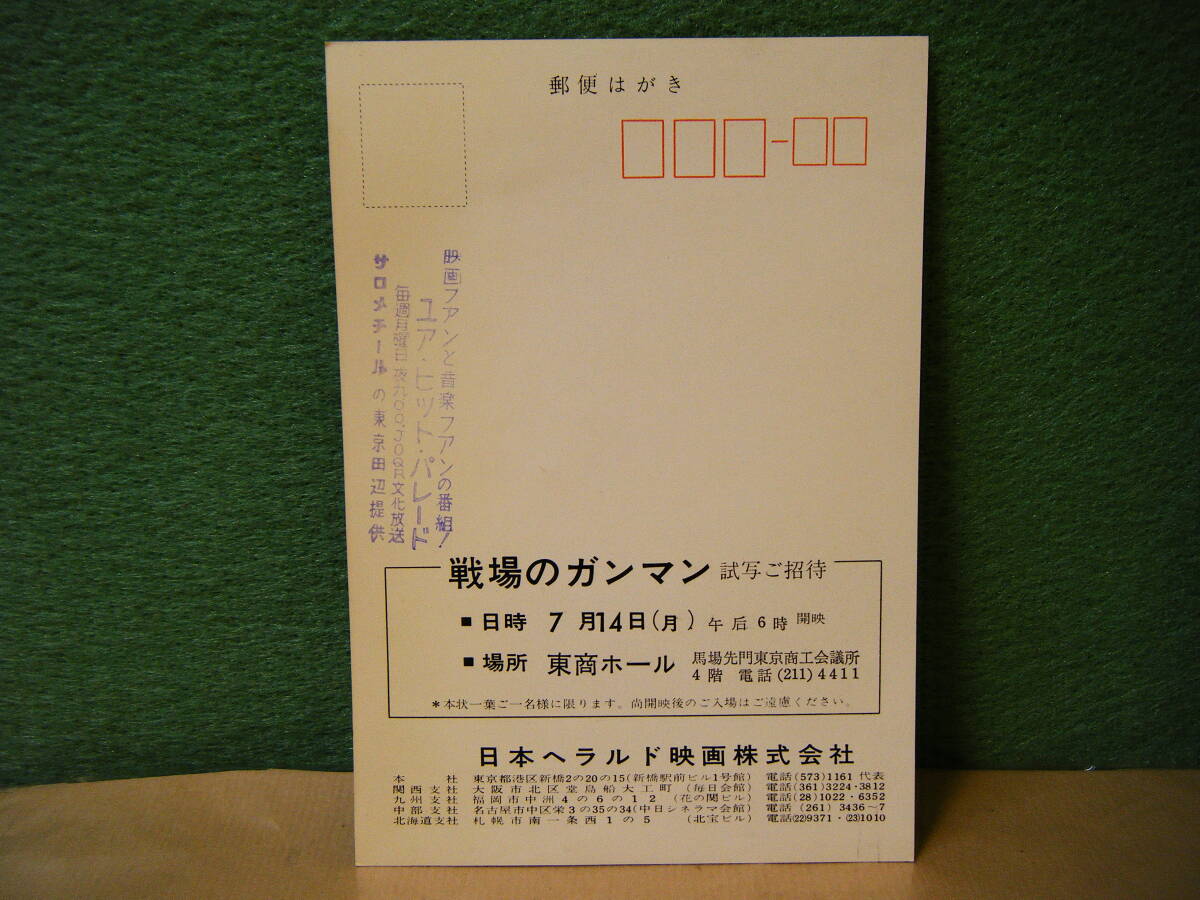 郵便はがき
映画ファンと音楽ファンの番組！
ユア・ヒット・パレード
毎週月曜日 夜九.〇〇.JOQR文化放送
サロメチールの東京田辺提供
戦場のガンマン 試写ご招待
■日時 7月14日(月) 午后6時 開映
■場所 東商ホール 馬場先門東京商工会議所
4階 電話(211)4411
＊本状一葉ご一名様に限ります。尚開映後のご入場はご遠慮ください。
日本ヘラルド映画株式会社
本社 東京都港区新橋2の20の15(新橋駅前ビル1号館) 電話(573)1161 代表
関西支社 大阪市北区堂島船大工町 (毎日会館) 電話(361)3224・3812
九州支社 福岡市中洲4の6の12 (花の関ビル) 電話(28)1022・6352
中部支社 名古屋市中区栄3の35の34(中日シネラマ会館) 電話 (261) 3436〜7
北海道支社 札幌市南一条西1の5 (北宝ビル) 電話(22)9371・(23)1010